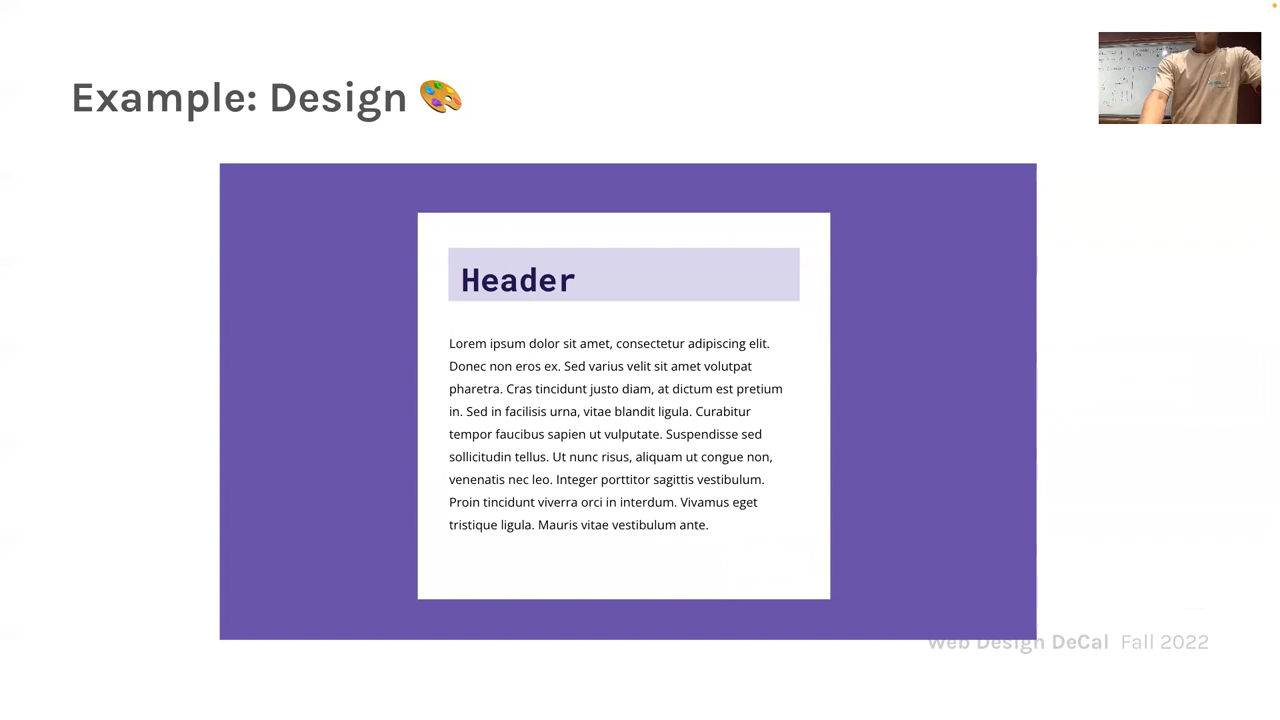 Example: Design 🎨
Header
Lorem ipsum dolor sit amet, consectetur adipiscing elit.
Donec non eros ex. Sed varius velit sit amet volutpat
pharetra. Cras tincidunt justo diam, at dictum est pretium
in. Sed in facilisis urna, vitae blandit ligula. Curabitur
tempor faucibus sapien ut vulputate. Suspendisse sed
sollicitudin tellus. Ut nunc risus, aliquam ut congue non,
venenatis nec leo. Integer porttitor sagittis vestibulum.
Proin tincidunt viverra orci in interdum. Vivamus eget
tristique ligula. Mauris vitae vestibulum ante.
Web Design DeCal Fall 2022